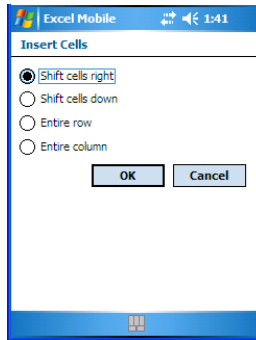 Excel Mobile 1:41
Insert Cells
Shift cells right
Shift cells down
Entire row
Entire column
OK Cancel